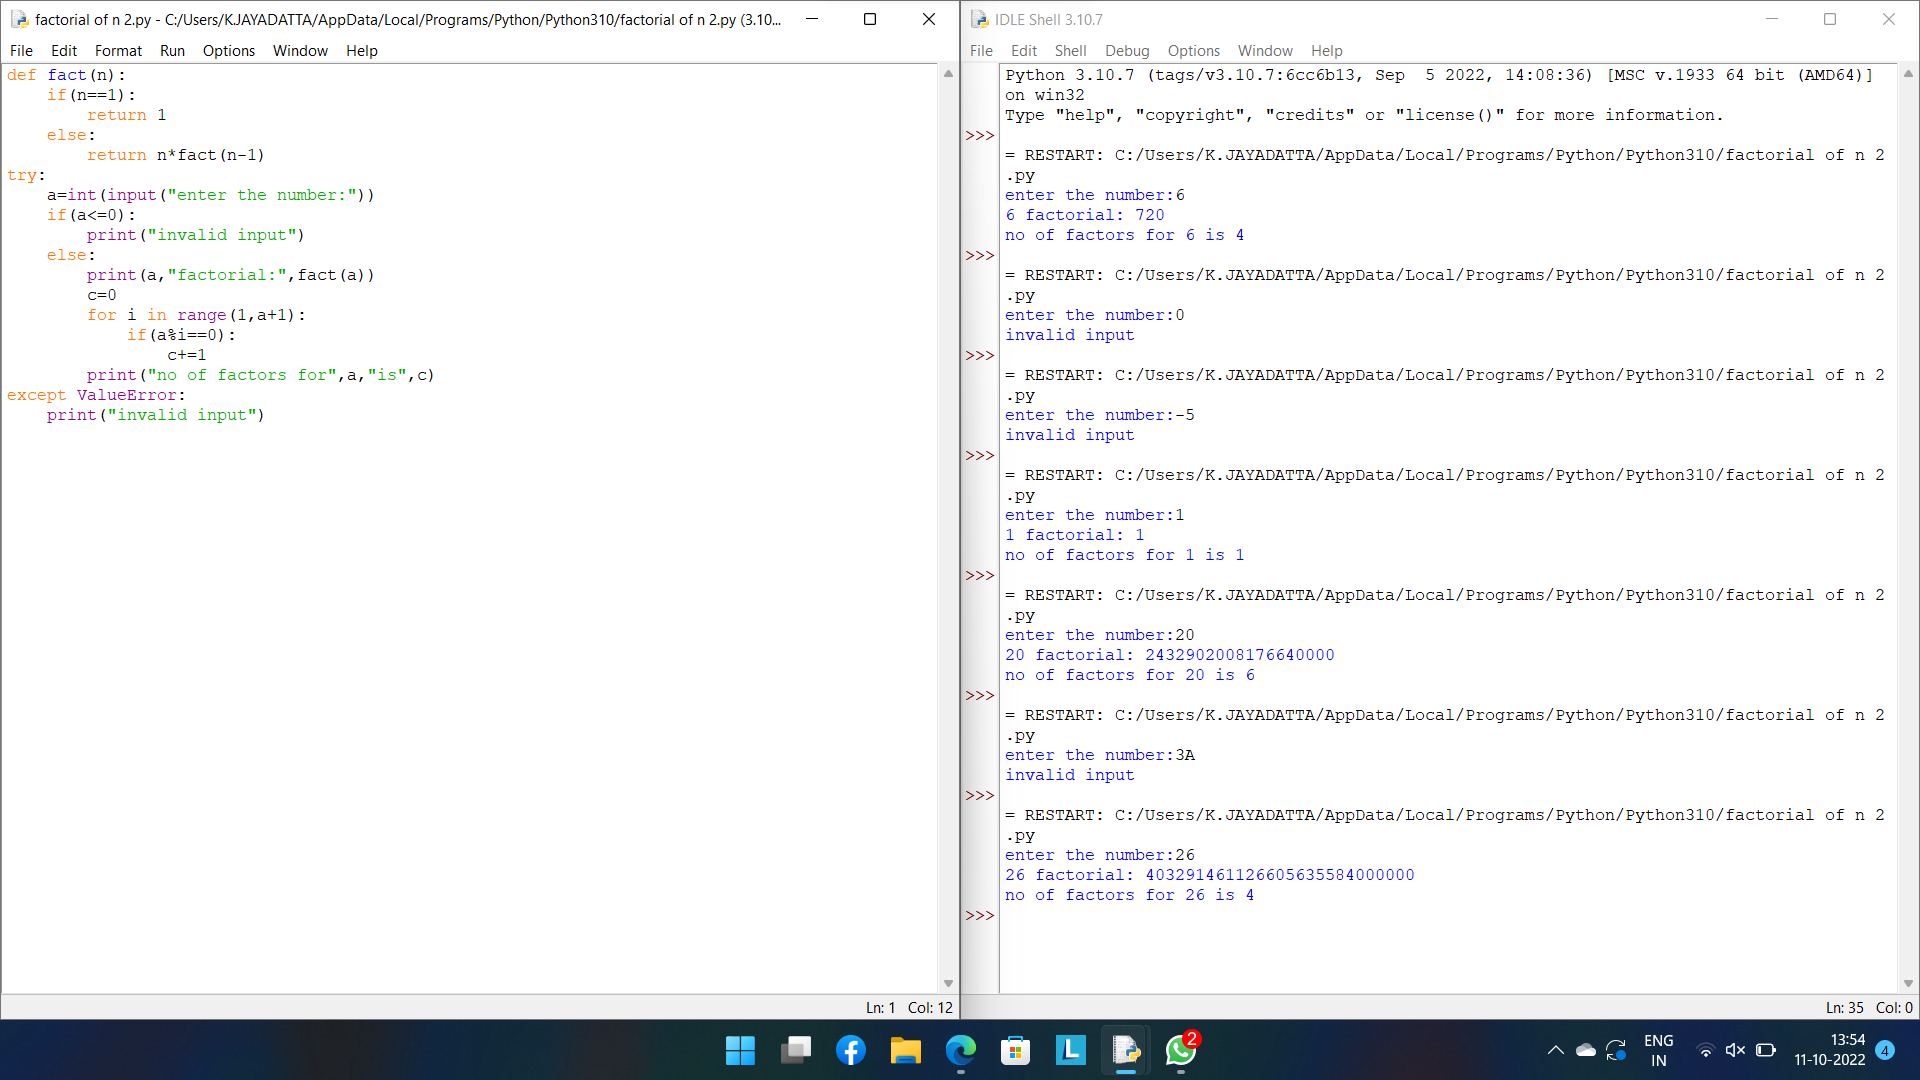 factorial of n 2.py - C:/Users/KJAYADATTA/AppData/Local/Programs/Python/Python310/factorial of n 2.py (3.10...
File Edit Format Run Options Window Help
def fact(n):
    if(n==1):
        return 1
    else:
        return n*fact(n-1)
try:
    a=int(input("enter the number:"))
    if(a<=0):
        print("invalid input")
    else:
        print(a,"factorial:",fact(a))
        c=0
        for i in range(1,a+1):
            if(a%i==0):
                c+=1
        print("no of factors for",a,"is",c)
except ValueError:
    print("invalid input")
Ln: 1 Col: 12
IDLE Shell 3.10.7
File Edit Shell Debug Options Window Help
Python 3.10.7 (tags/v3.10.7:6cc6b13, Sep  5 2022, 14:08:36) [MSC v.1933 64 bit (AMD64)]
on win32
Type "help", "copyright", "credits" or "license()" for more information.
>>>
= RESTART: C:/Users/K.JAYADATTA/AppData/Local/Programs/Python/Python310/factorial of n 2
.py
enter the number:6
6 factorial: 720
no of factors for 6 is 4
>>>
= RESTART: C:/Users/K.JAYADATTA/AppData/Local/Programs/Python/Python310/factorial of n 2
.py
enter the number:0
invalid input
>>>
= RESTART: C:/Users/K.JAYADATTA/AppData/Local/Programs/Python/Python310/factorial of n 2
.py
enter the number:-5
invalid input
>>>
= RESTART: C:/Users/K.JAYADATTA/AppData/Local/Programs/Python/Python310/factorial of n 2
.py
enter the number:1
1 factorial: 1
no of factors for 1 is 1
>>>
= RESTART: C:/Users/K.JAYADATTA/AppData/Local/Programs/Python/Python310/factorial of n 2
.py
enter the number:20
20 factorial: 2432902008176640000
no of factors for 20 is 6
>>>
= RESTART: C:/Users/K.JAYADATTA/AppData/Local/Programs/Python/Python310/factorial of n 2
.py
enter the number:3A
invalid input
>>>
= RESTART: C:/Users/K.JAYADATTA/AppData/Local/Programs/Python/Python310/factorial of n 2
.py
enter the number:26
26 factorial: 403291461126605635584000000
no of factors for 26 is 4
>>>
Ln: 35 Col: 0
L
2
ENG
IN
13:54
11-10-2022
4